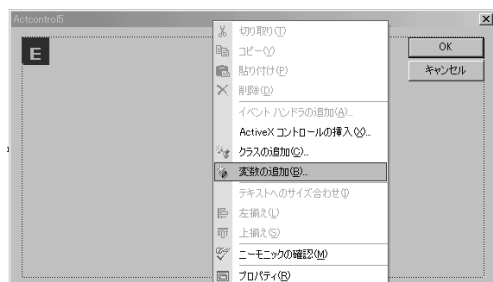 Actcontrol5
E
OK
キャンセル
切り取り(T)
コピー(Y)
貼り付け(P)
削除(D)
イベント ハンドラの追加(A)...
ActiveX コントロールの挿入(X)...
クラスの追加(C)...
変数の追加(B)...
テキストへのサイズ合わせ(I)
左揃え(L)
上揃え(S)
ニーモニックの確認(M)
プロパティ(R)